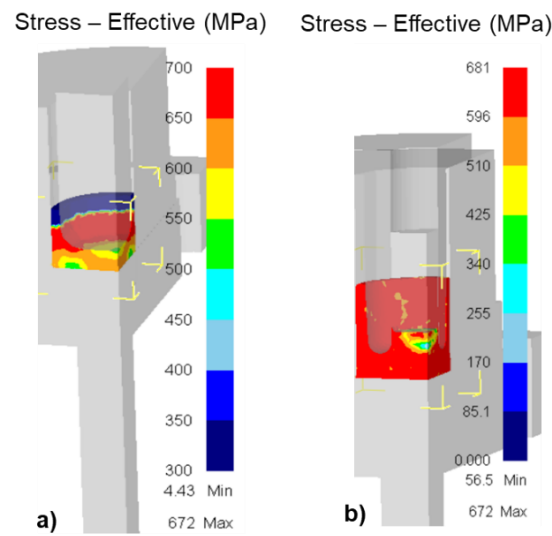 Stress – Effective (MPa)
700
650
600
550
500
450
400
350
300
4.43 Min
672 Max
a)
Stress – Effective (MPa)
681
596
510
425
340
255
170
85.1
0.000
56.5 Min
672 Max
b)